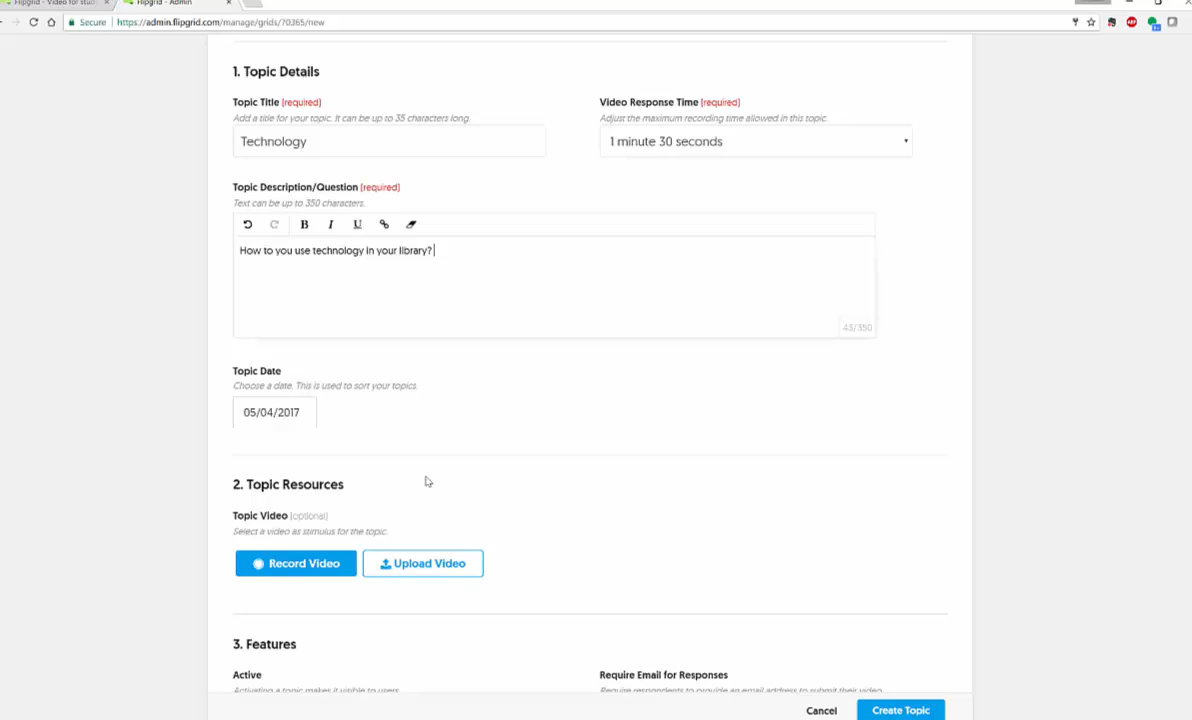 Flipgrid - Video for stud
Flipgrid - Admin
Secure https://admin.flipgrid.com/manage/grids/70365/new
1. Topic Details
Topic Title (required)
Add a title for your topic. It can be up to 35 characters long.
Technology
Video Response Time (required)
Adjust the maximum recording time allowed in this topic.
1 minute 30 seconds
Topic Description/Question (required)
Text can be up to 350 characters.
B I U
How to you use technology in your library?
43/350
Topic Date
Choose a date. This is used to sort your topics.
05/04/2017
2. Topic Resources
Topic Video (optional)
Select a video as stimulus for the topic.
Record Video
Upload Video
3. Features
Active
Activating a topic makes it visible to users.
Require Email for Responses
Require respondents to provide an email address to submit their video.
Cancel
Create Topic